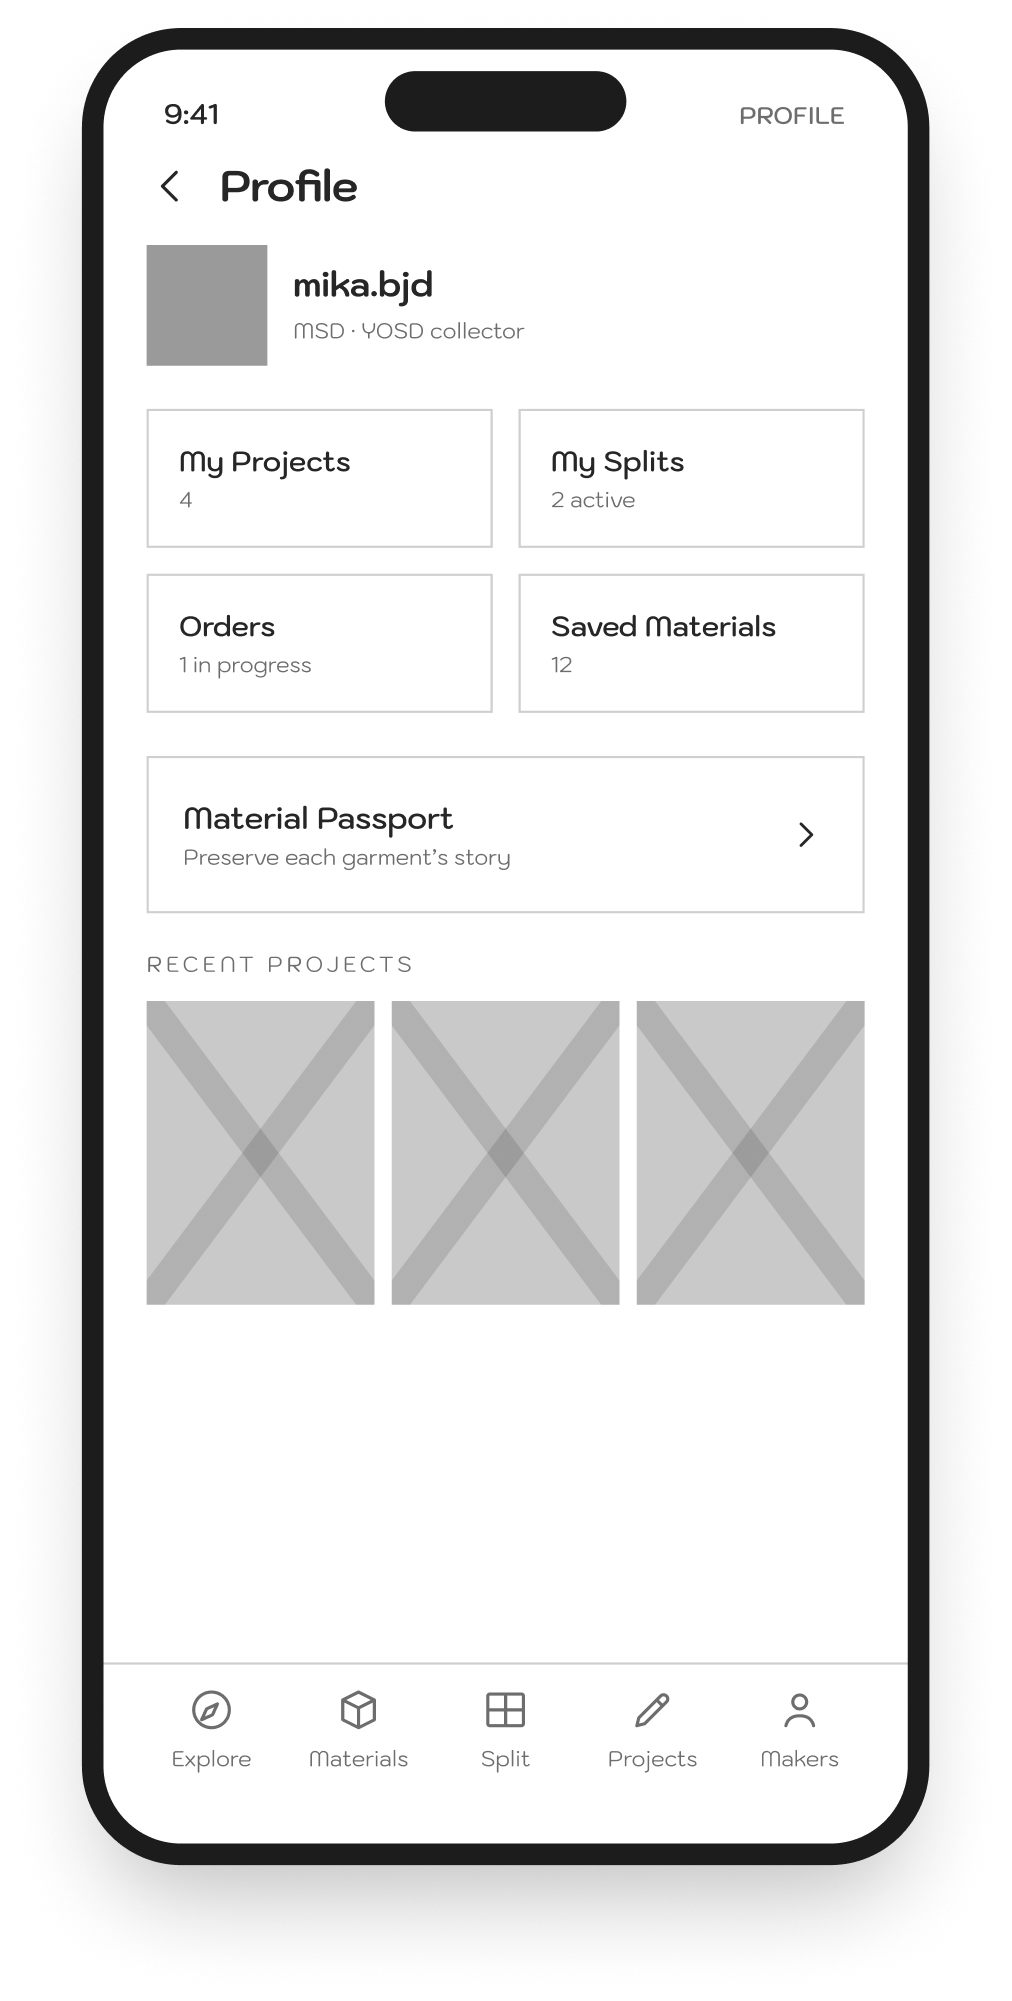 9:41
PROFILE
Profile
mika.bjd
MSD · YOSD collector
My Projects
4
My Splits
2 active
Orders
1 in progress
Saved Materials
12
Material Passport
Preserve each garment’s story
RECENT PROJECTS
Explore
Materials
Split
Projects
Makers